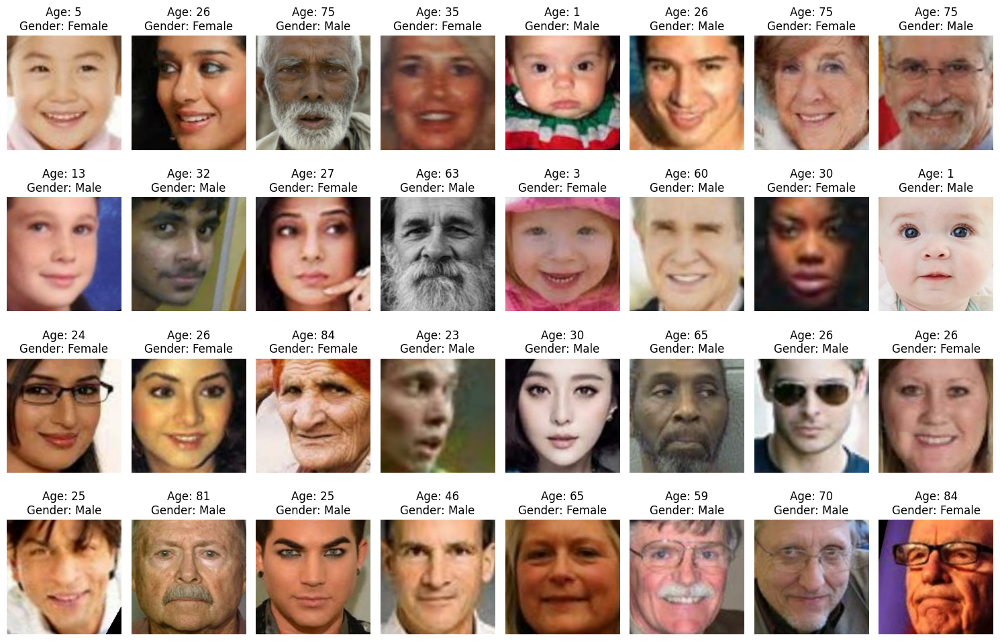 Age: 5
Gender: Female
Age: 26
Gender: Female
Age: 75
Gender: Male
Age: 35
Gender: Female
Age: 1
Gender: Male
Age: 26
Gender: Male
Age: 75
Gender: Female
Age: 75
Gender: Male
Age: 13
Gender: Male
Age: 32
Gender: Male
Age: 27
Gender: Female
Age: 63
Gender: Male
Age: 3
Gender: Female
Age: 60
Gender: Male
Age: 30
Gender: Female
Age: 1
Gender: Male
Age: 24
Gender: Female
Age: 26
Gender: Female
Age: 84
Gender: Female
Age: 23
Gender: Male
Age: 30
Gender: Male
Age: 65
Gender: Male
Age: 26
Gender: Male
Age: 26
Gender: Female
Age: 25
Gender: Male
Age: 81
Gender: Male
Age: 25
Gender: Male
Age: 46
Gender: Male
Age: 65
Gender: Female
Age: 59
Gender: Male
Age: 70
Gender: Male
Age: 84
Gender: Female